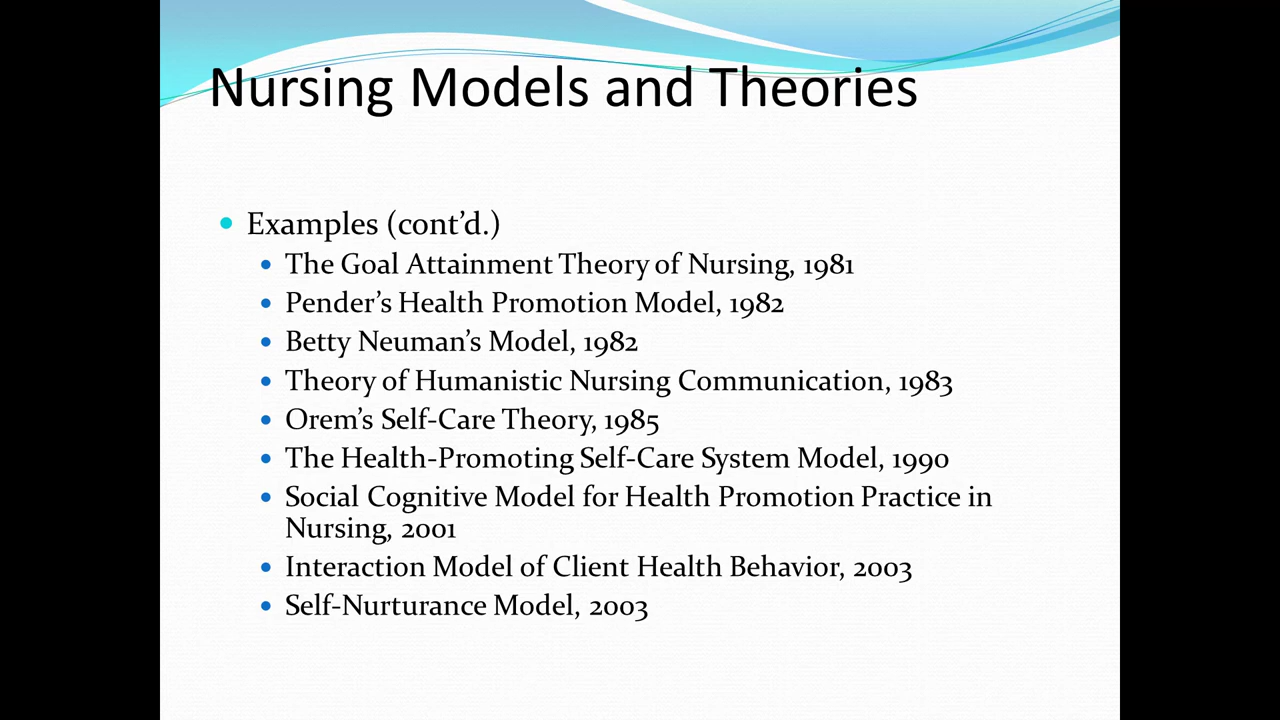 Nursing Models and Theories
Examples (cont’d.)
The Goal Attainment Theory of Nursing, 1981
Pender’s Health Promotion Model, 1982
Betty Neuman’s Model, 1982
Theory of Humanistic Nursing Communication, 1983
Orem’s Self-Care Theory, 1985
The Health-Promoting Self-Care System Model, 1990
Social Cognitive Model for Health Promotion Practice in
Nursing, 2001
Interaction Model of Client Health Behavior, 2003
Self-Nurturance Model, 2003